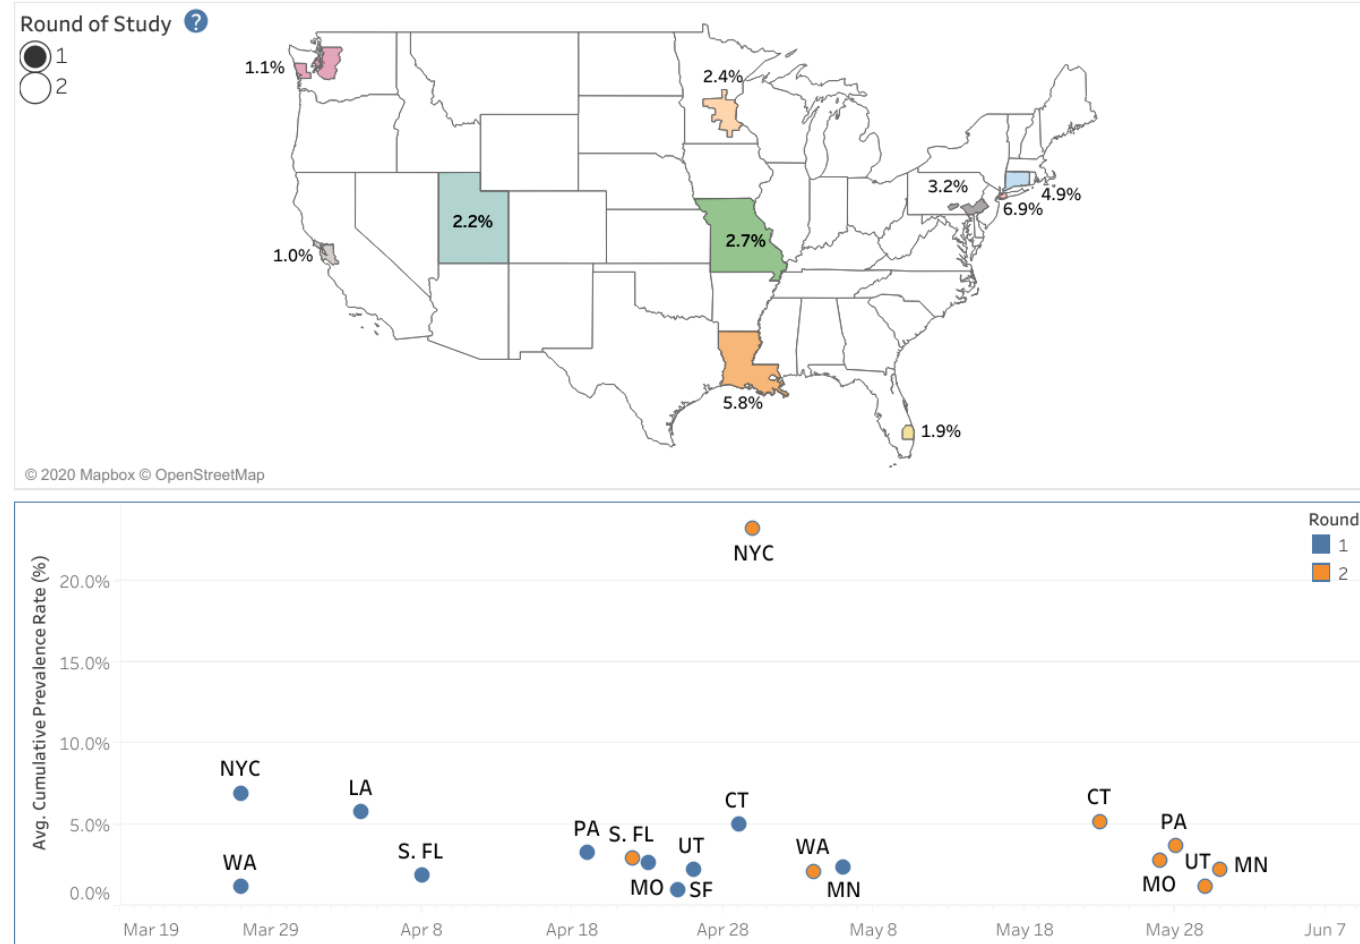 Round of Study ?
1
2
1.1%
2.4%
2.2%
2.7%
3.2%
4.9%
6.9%
1.0%
5.8%
1.9%
© 2020 Mapbox © OpenStreetMap
Avg. Cumulative Prevalence Rate (%)
20.0%
15.0%
10.0%
5.0%
0.0%
Round
1
2
NYC
NYC
LA
WA
S. FL
PA
S. FL
MO
UT
SF
CT
WA
MN
CT
PA
MO
UT
MN
Mar 19
Mar 29
Apr 8
Apr 18
Apr 28
May 8
May 18
May 28
Jun 7